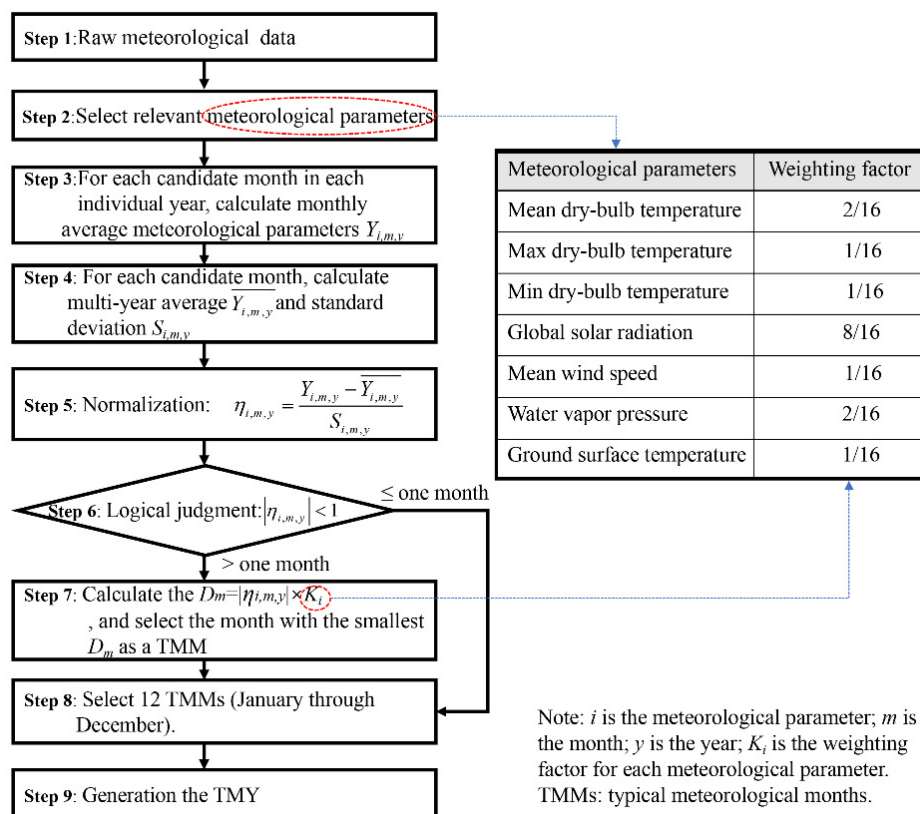 Step 1:Raw meteorological data
Step 2:Select relevant meteorological parameters
Step 3:For each candidate month in each
individual year, calculate monthly
average meteorological parameters Y_{i,m,y}
Step 4: For each candidate month, calculate
multi-year average \overline{Y_{i,m,y}} and standard
deviation S_{i,m,y}
Step 5: Normalization: η_{i,m,y} = \frac{Y_{i,m,y} - \overline{Y_{i,m,y}}}{S_{i,m,y}}
Step 6: Logical judgment:|η_{i,m,y}| < 1
≤ one month
> one month
Step 7: Calculate the D_m=|η_{i,m,y}|×K_i
, and select the month with the smallest
D_m as a TMM
Step 8: Select 12 TMMs (January through
December).
Step 9: Generation the TMY
Meteorological parameters Weighting factor
Mean dry-bulb temperature 2/16
Max dry-bulb temperature 1/16
Min dry-bulb temperature 1/16
Global solar radiation 8/16
Mean wind speed 1/16
Water vapor pressure 2/16
Ground surface temperature 1/16
Note: i is the meteorological parameter; m is
the month; y is the year; K_i is the weighting
factor for each meteorological parameter.
TMMs: typical meteorological months.